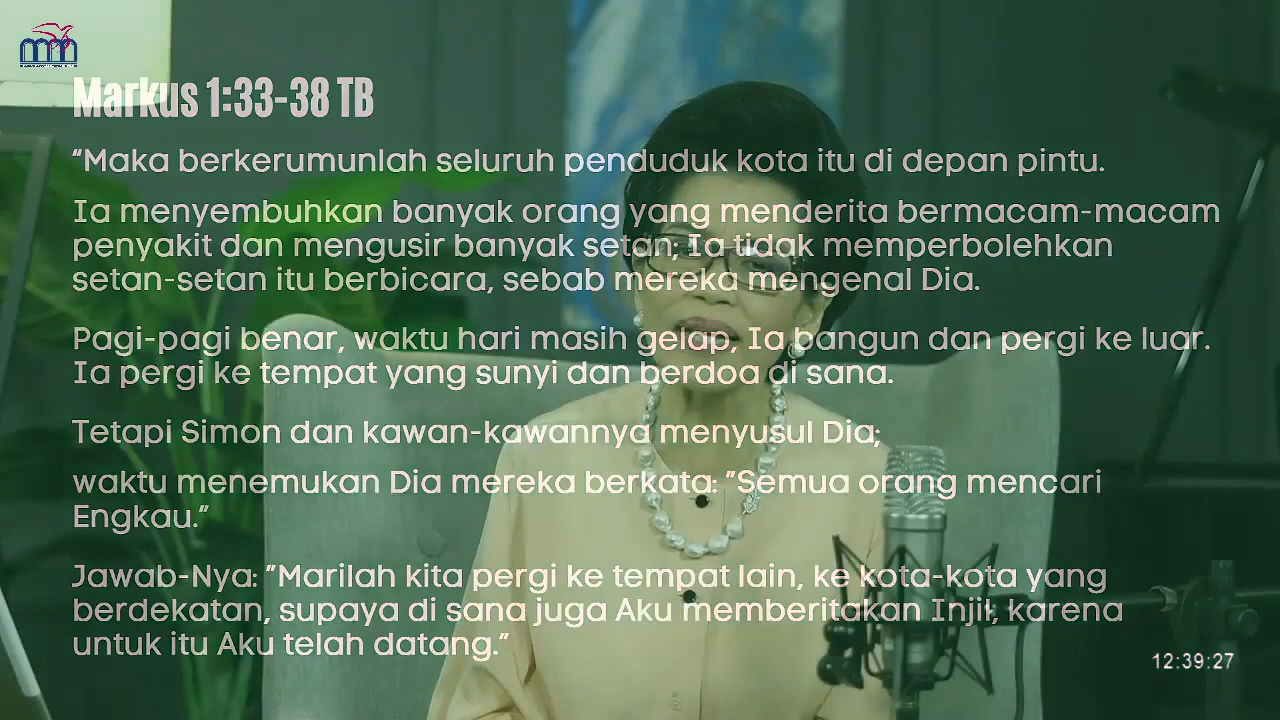 Markus 1:33-38 TB
“Maka berkerumunlah seluruh penduduk kota itu di depan pintu.
Ia menyembuhkan banyak orang yang menderita bermacam-macam
penyakit dan mengusir banyak setan; Ia tidak memperbolehkan
setan-setan itu berbicara, sebab mereka mengenal Dia.
Pagi-pagi benar, waktu hari masih gelap, Ia bangun dan pergi ke luar.
Ia pergi ke tempat yang sunyi dan berdoa di sana.
Tetapi Simon dan kawan-kawannya menyusul Dia;
waktu menemukan Dia mereka berkata: ”Semua orang mencari
Engkau.”
Jawab-Nya: ”Marilah kita pergi ke tempat lain, ke kota-kota yang
berdekatan, supaya di sana juga Aku memberitakan Injil, karena
untuk itu Aku telah datang.”
12:39:27